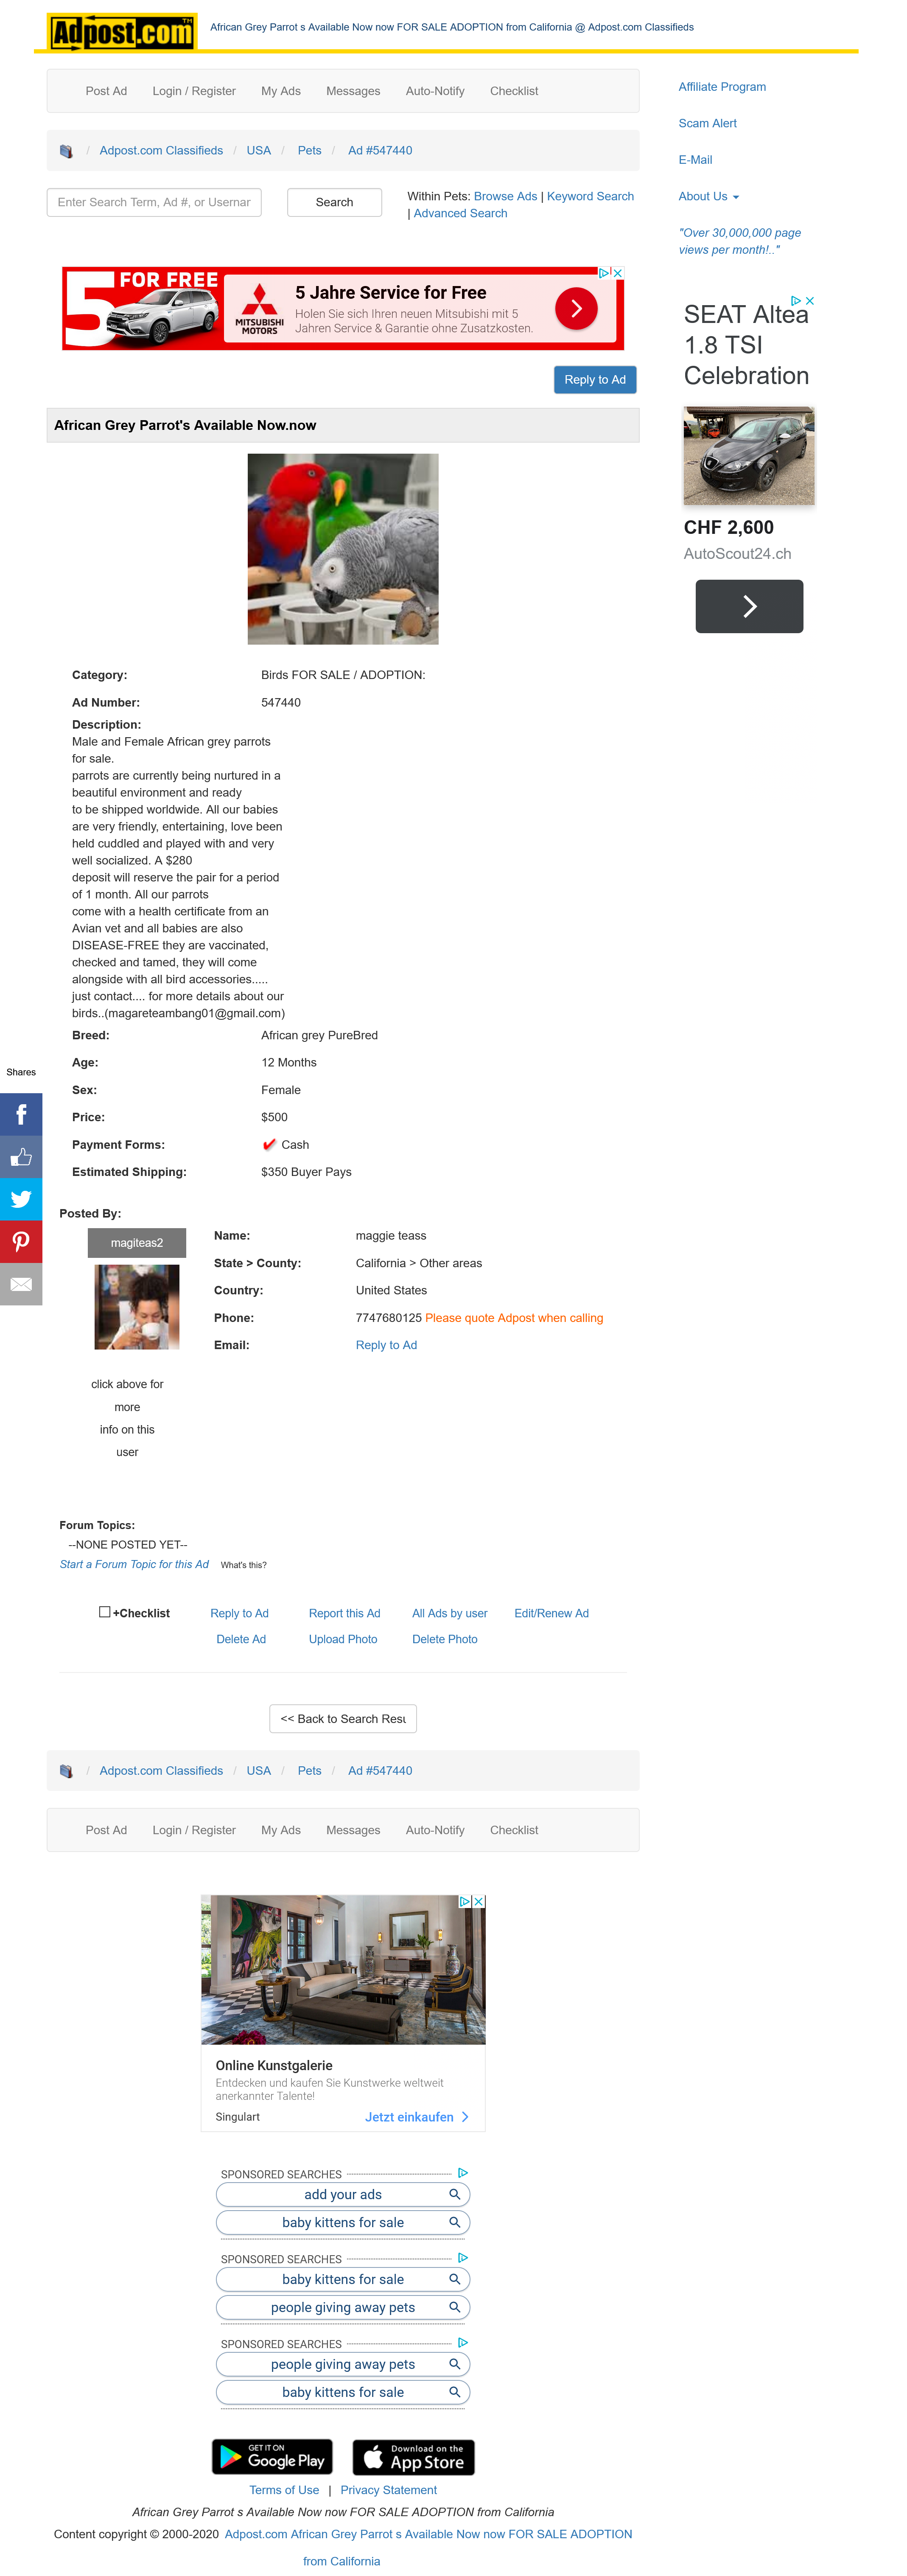 Adpost.com TM
African Grey Parrot s Available Now now FOR SALE ADOPTION from California @ Adpost.com Classifieds
Post Ad Login / Register My Ads Messages Auto-Notify Checklist
/ Adpost.com Classifieds / USA / Pets / Ad #547440
Enter Search Term, Ad #, or Usernar
Search
Within Pets: Browse Ads | Keyword Search
| Advanced Search
Affiliate Program
Scam Alert
E-Mail
About Us
"Over 30,000,000 page
views per month!.."
5 FOR FREE
MITSUBISHI
MOTORS
5 Jahre Service for Free
Holen Sie sich Ihren neuen Mitsubishi mit 5
Jahren Service & Garantie ohne Zusatzkosten.
SEAT Altea
1.8 TSI
Celebration
CHF 2,600
AutoScout24.ch
Reply to Ad
African Grey Parrot's Available Now.now
Category: Birds FOR SALE / ADOPTION:
Ad Number: 547440
Description:
Male and Female African grey parrots
for sale.
parrots are currently being nurtured in a
beautiful environment and ready
to be shipped worldwide. All our babies
are very friendly, entertaining, love been
held cuddled and played with and very
well socialized. A $280
deposit will reserve the pair for a period
of 1 month. All our parrots
come with a health certificate from an
Avian vet and all babies are also
DISEASE-FREE they are vaccinated,
checked and tamed, they will come
alongside with all bird accessories.....
just contact.... for more details about our
birds..(magareteambang01@gmail.com)
Breed: African grey PureBred
Age: 12 Months
Sex: Female
Price: $500
Payment Forms: Cash
Estimated Shipping: $350 Buyer Pays
Shares
Posted By:
magiteas2
Name: maggie teass
State > County: California > Other areas
Country: United States
Phone: 7747680125 Please quote Adpost when calling
Email: Reply to Ad
click above for
more
info on this
user
Forum Topics:
--NONE POSTED YET--
Start a Forum Topic for this Ad What's this?
+Checklist Reply to Ad Report this Ad All Ads by user Edit/Renew Ad
Delete Ad Upload Photo Delete Photo
<< Back to Search Resu
/ Adpost.com Classifieds / USA / Pets / Ad #547440
Post Ad Login / Register My Ads Messages Auto-Notify Checklist
Online Kunstgalerie
Entdecken und kaufen Sie Kunstwerke weltweit
anerkannter Talente!
Singulart Jetzt einkaufen
SPONSORED SEARCHES
add your ads
baby kittens for sale
SPONSORED SEARCHES
baby kittens for sale
people giving away pets
SPONSORED SEARCHES
people giving away pets
baby kittens for sale
GET IT ON
Google Play
Download on the
App Store
Terms of Use | Privacy Statement
African Grey Parrot s Available Now now FOR SALE ADOPTION from California
Content copyright © 2000-2020 Adpost.com African Grey Parrot s Available Now now FOR SALE ADOPTION
from California